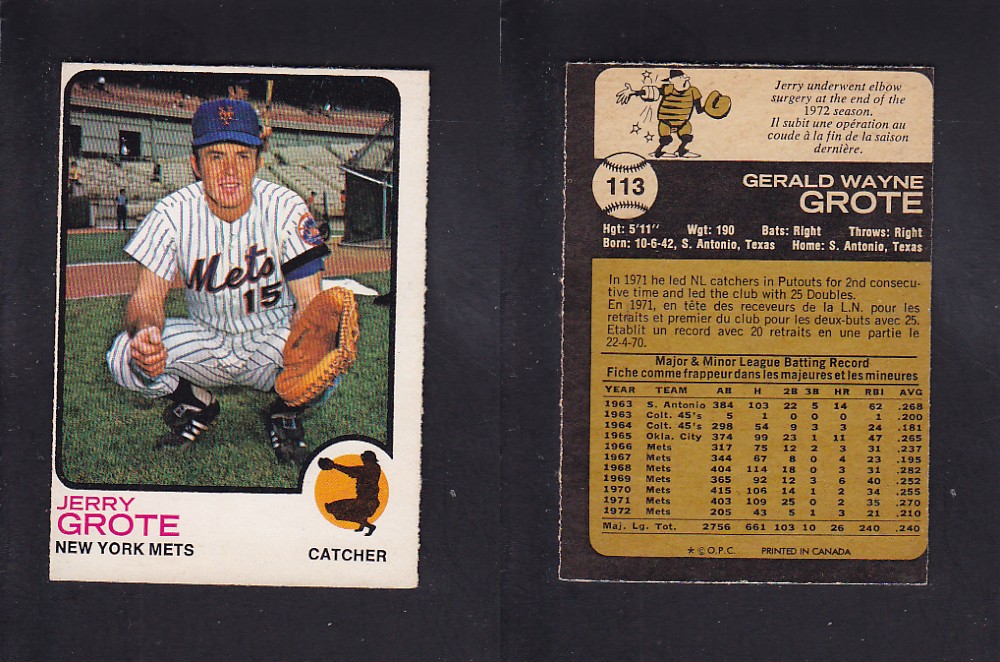 Mets
15
JERRY
GROTE
NEW YORK METS
CATCHER
Jerry underwent elbow
surgery at the end of the
1972 season.
Il subit une opération au
coude à la fin de la saison
dernière.
113
GERALD WAYNE
GROTE
Hgt: 5'11" Wgt: 190 Bats: Right Throws: Right
Born: 10-6-42, S. Antonio, Texas Home: S. Antonio, Texas
In 1971 he led NL catchers in Putouts for 2nd consecu-
tive time and led the club with 25 Doubles.
En 1971, en tête des receveurs de la L.N. pour les
retraits et premier du club pour les deux-buts avec 25.
Etablit un record avec 20 retraits en une partie le
22-4-70.
Major & Minor League Batting Record
Fiche comme frappeur dans les majeures et les mineures
YEAR TEAM AB H 2B 3B HR RBI AVG
1963 S. Antonio 384 103 22 5 14 62 .268
1963 Colt. 45's 5 1 0 0 0 1 .200
1964 Colt. 45's 298 54 9 3 3 24 .181
1965 Okla. City 374 99 23 1 11 47 .265
1966 Mets 317 75 12 2 3 31 .237
1967 Mets 344 67 8 0 4 23 .195
1968 Mets 404 114 18 0 3 31 .282
1969 Mets 365 92 12 3 6 40 .252
1970 Mets 415 106 14 1 2 34 .255
1971 Mets 403 109 25 0 2 35 .270
1972 Mets 205 43 5 1 3 21 .210
Maj. Lg. Tot. 2756 661 103 10 26 240 .240
* © O.P.C. PRINTED IN CANADA